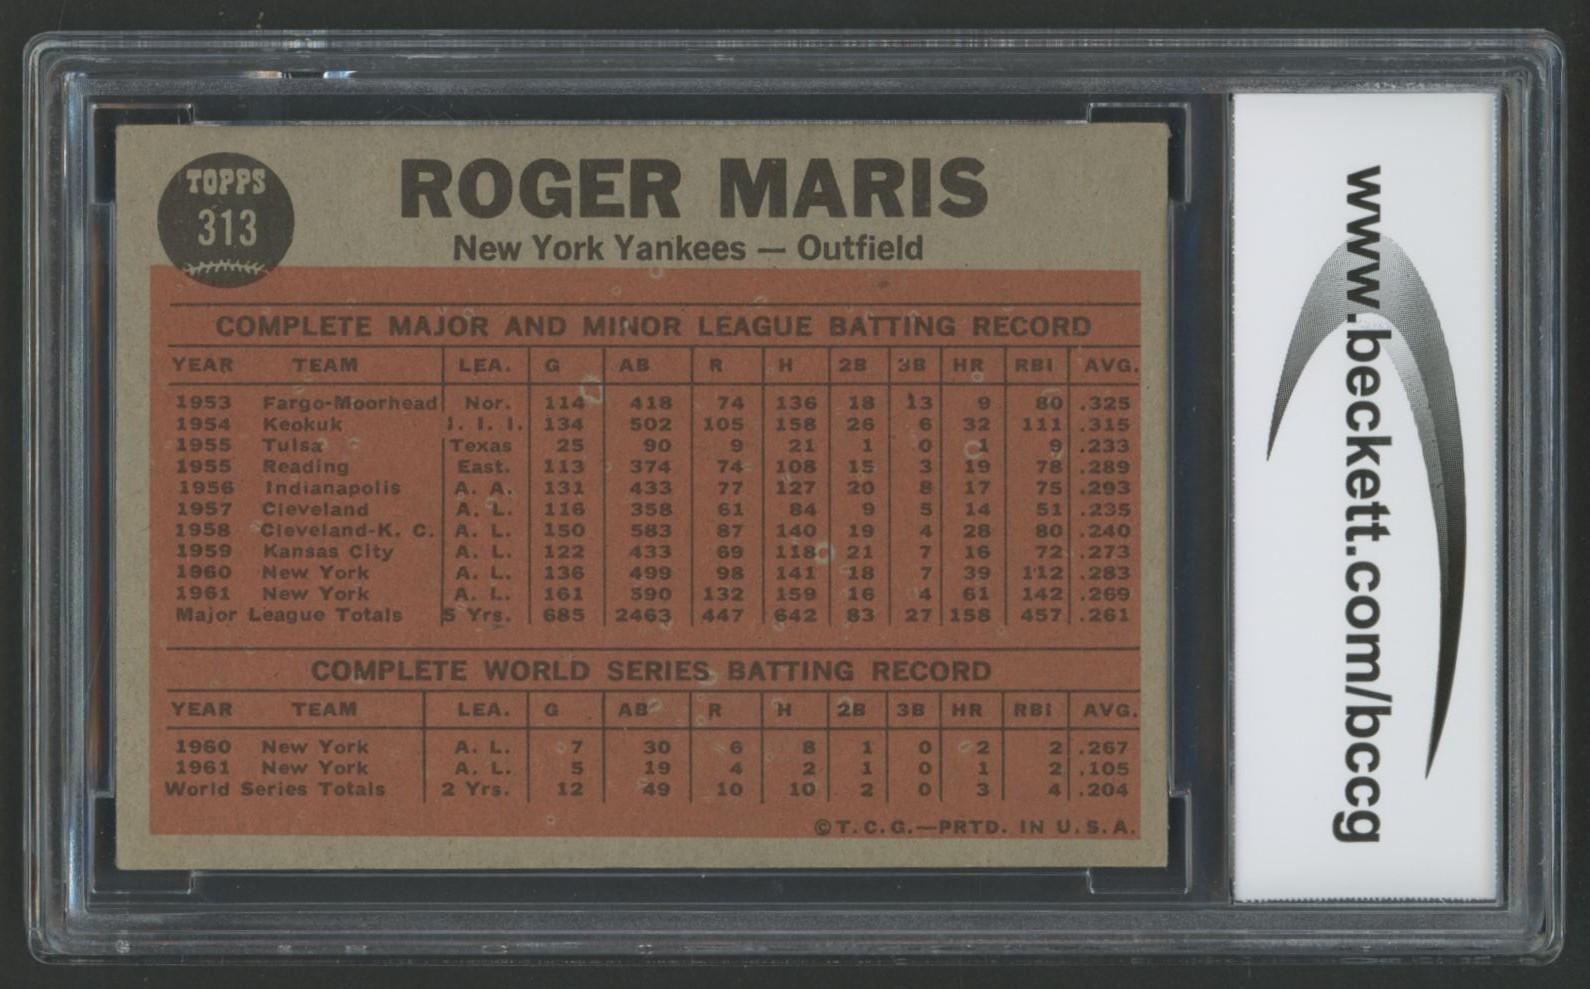 TOPPS
313
ROGER MARIS
New York Yankees — Outfield
COMPLETE MAJOR AND MINOR LEAGUE BATTING RECORD
YEAR TEAM LEA. G AB R H 2B 3B HR RBI AVG.
1953 Fargo-Moorhead Nor. 114 418 74 136 18 13 9 80 .325
1954 Keokuk I. I. I. 134 502 105 158 26 6 32 111 .315
1955 Tulsa Texas 25 90 9 21 1 0 1 9 .233
1955 Reading East. 113 374 74 108 15 3 19 78 .289
1956 Indianapolis A. A. 131 433 77 127 20 8 17 75 .293
1957 Cleveland A. L. 116 358 61 84 9 5 14 51 .235
1958 Cleveland-K. C. A. L. 150 583 87 140 19 4 28 80 .240
1959 Kansas City A. L. 122 433 69 118 21 7 16 72 .273
1960 New York A. L. 136 499 98 141 18 7 39 112 .283
1961 New York A. L. 161 590 132 159 16 4 61 142 .269
Major League Totals 5 Yrs. 685 2463 447 642 83 27 158 457 .261
COMPLETE WORLD SERIES BATTING RECORD
YEAR TEAM LEA. G AB R H 2B 3B HR RBI AVG.
1960 New York A. L. 7 30 6 8 1 0 2 2 .267
1961 New York A. L. 5 19 4 2 1 0 1 2 .105
World Series Totals 2 Yrs. 12 49 10 10 2 0 3 4 .204
©T.C.G.—PRTD. IN U.S.A.
www.beckett.com/bccg